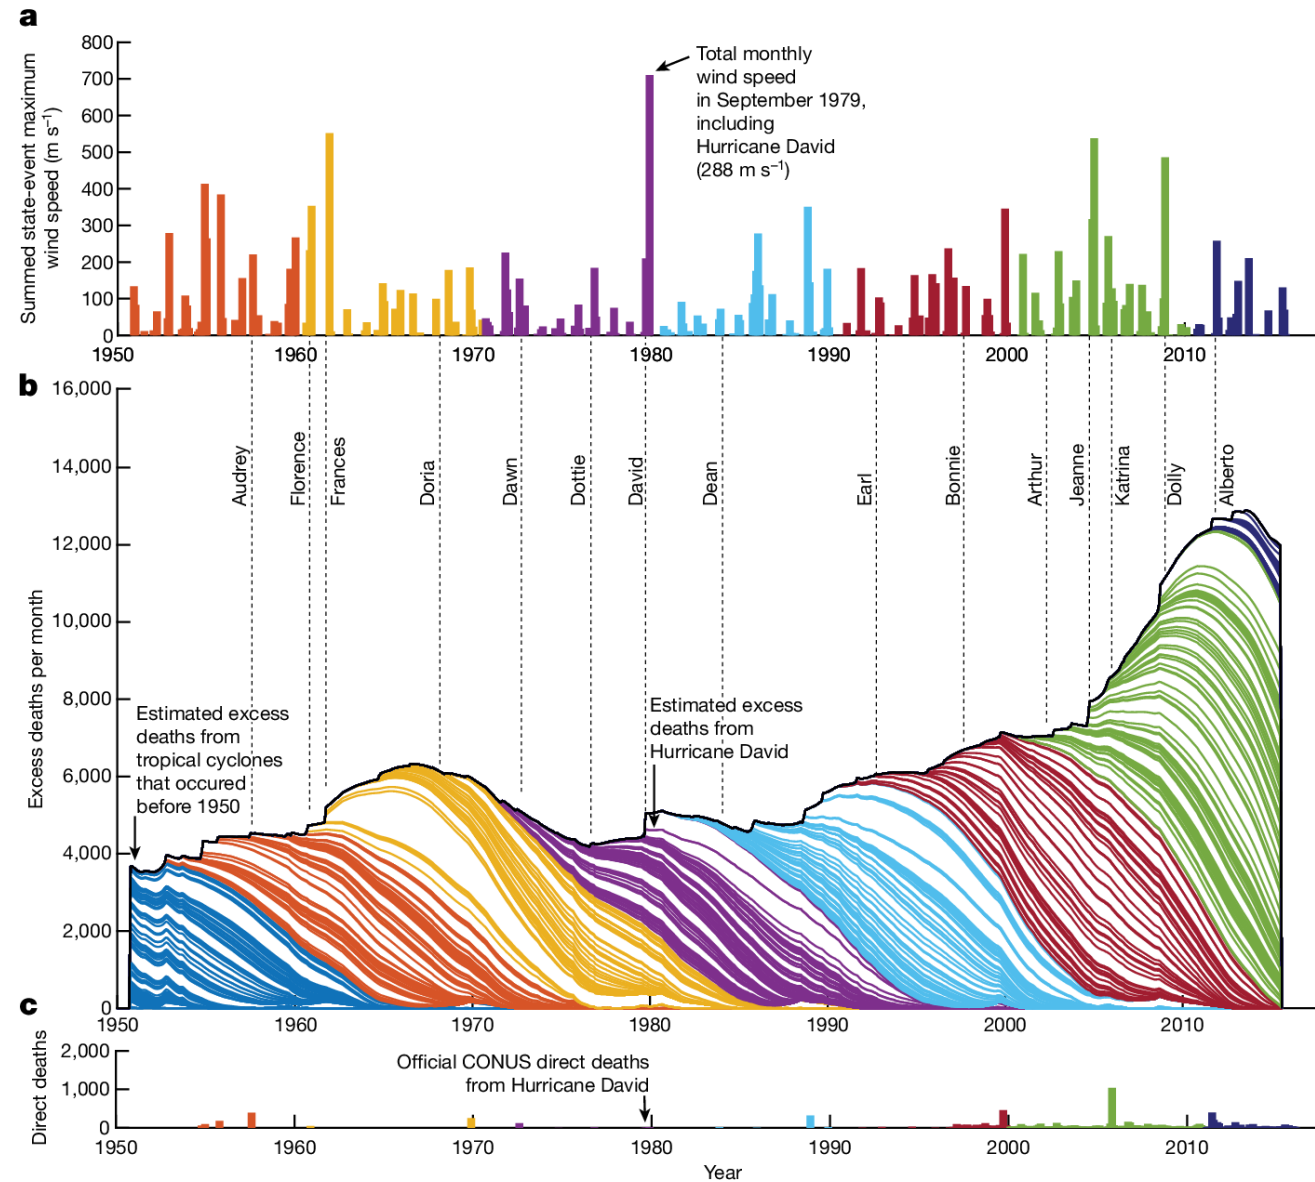 a
800
700
600
500
400
300
200
100
0
Summed state-event maximum
wind speed (m s⁻¹)
Total monthly
wind speed
in September 1979,
including
Hurricane David
(288 m s⁻¹)
1950 1960 1970 1980 1990 2000 2010
b
16,000
14,000
12,000
10,000
8,000
6,000
4,000
2,000
0
Excess deaths per month
Audrey
Florence
Frances
Doria
Dawn
Dottie
David
Dean
Earl
Bonnie
Arthur
Jeanne
Katrina
Dolly
Alberto
Estimated excess
deaths from
tropical cyclones
that occured
before 1950
Estimated excess
deaths from
Hurricane David
1950 1960 1970 1980 1990 2000 2010
c
2,000
1,000
0
Direct deaths
Official CONUS direct deaths
from Hurricane David
1950 1960 1970 1980 1990 2000 2010
Year